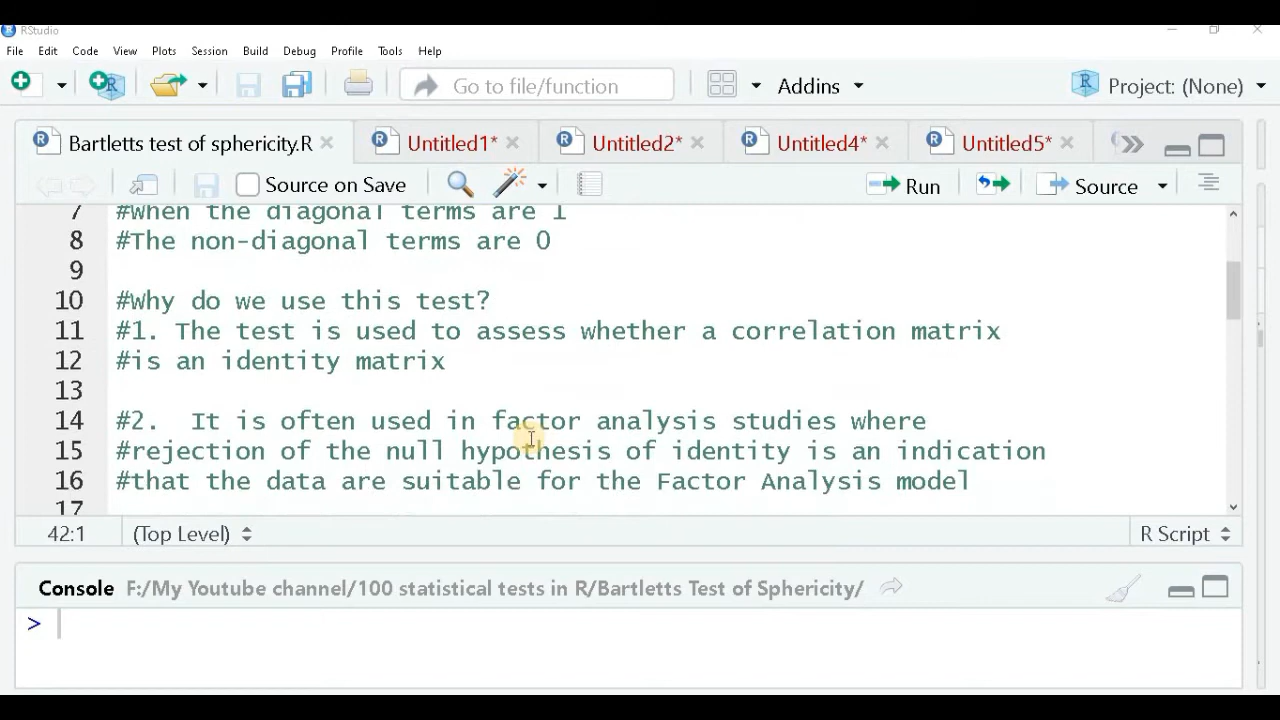 RStudio
File Edit Code View Plots Session Build Debug Profile Tools Help
Go to file/function Addins Project: (None)
Bartletts test of sphericity.R Untitled1* Untitled2* Untitled4* Untitled5*
Source on Save Run Source
7 #When the diagonal terms are 1
8 #The non-diagonal terms are 0
9
10 #Why do we use this test?
11 #1. The test is used to assess whether a correlation matrix
12 #is an identity matrix
13
14 #2. It is often used in factor analysis studies where
15 #rejection of the null hypothesis of identity is an indication
16 #that the data are suitable for the Factor Analysis model
17
42:1 (Top Level) R Script
Console F:/My Youtube channel/100 statistical tests in R/Bartletts Test of Sphericity/
>